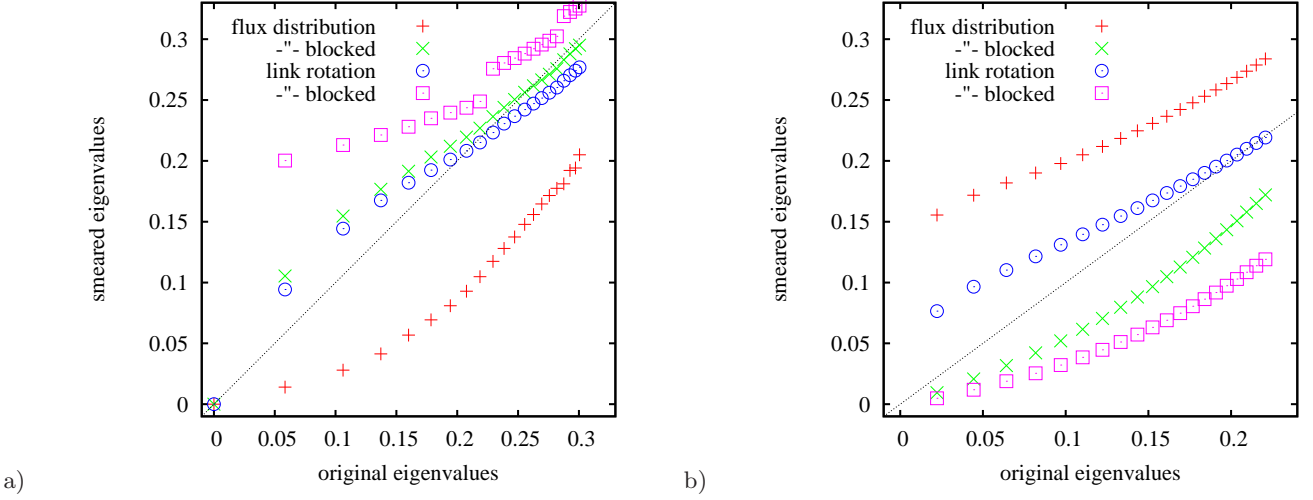 flux distribution
-"- blocked
link rotation
-"- blocked
0.3
0.25
0.2
0.15
0.1
0.05
0
smeared eigenvalues
0 0.05 0.1 0.15 0.2 0.25 0.3
original eigenvalues
a)
flux distribution
-"- blocked
link rotation
-"- blocked
0.3
0.25
0.2
0.15
0.1
0.05
0
smeared eigenvalues
0 0.05 0.1 0.15 0.2
original eigenvalues
b)